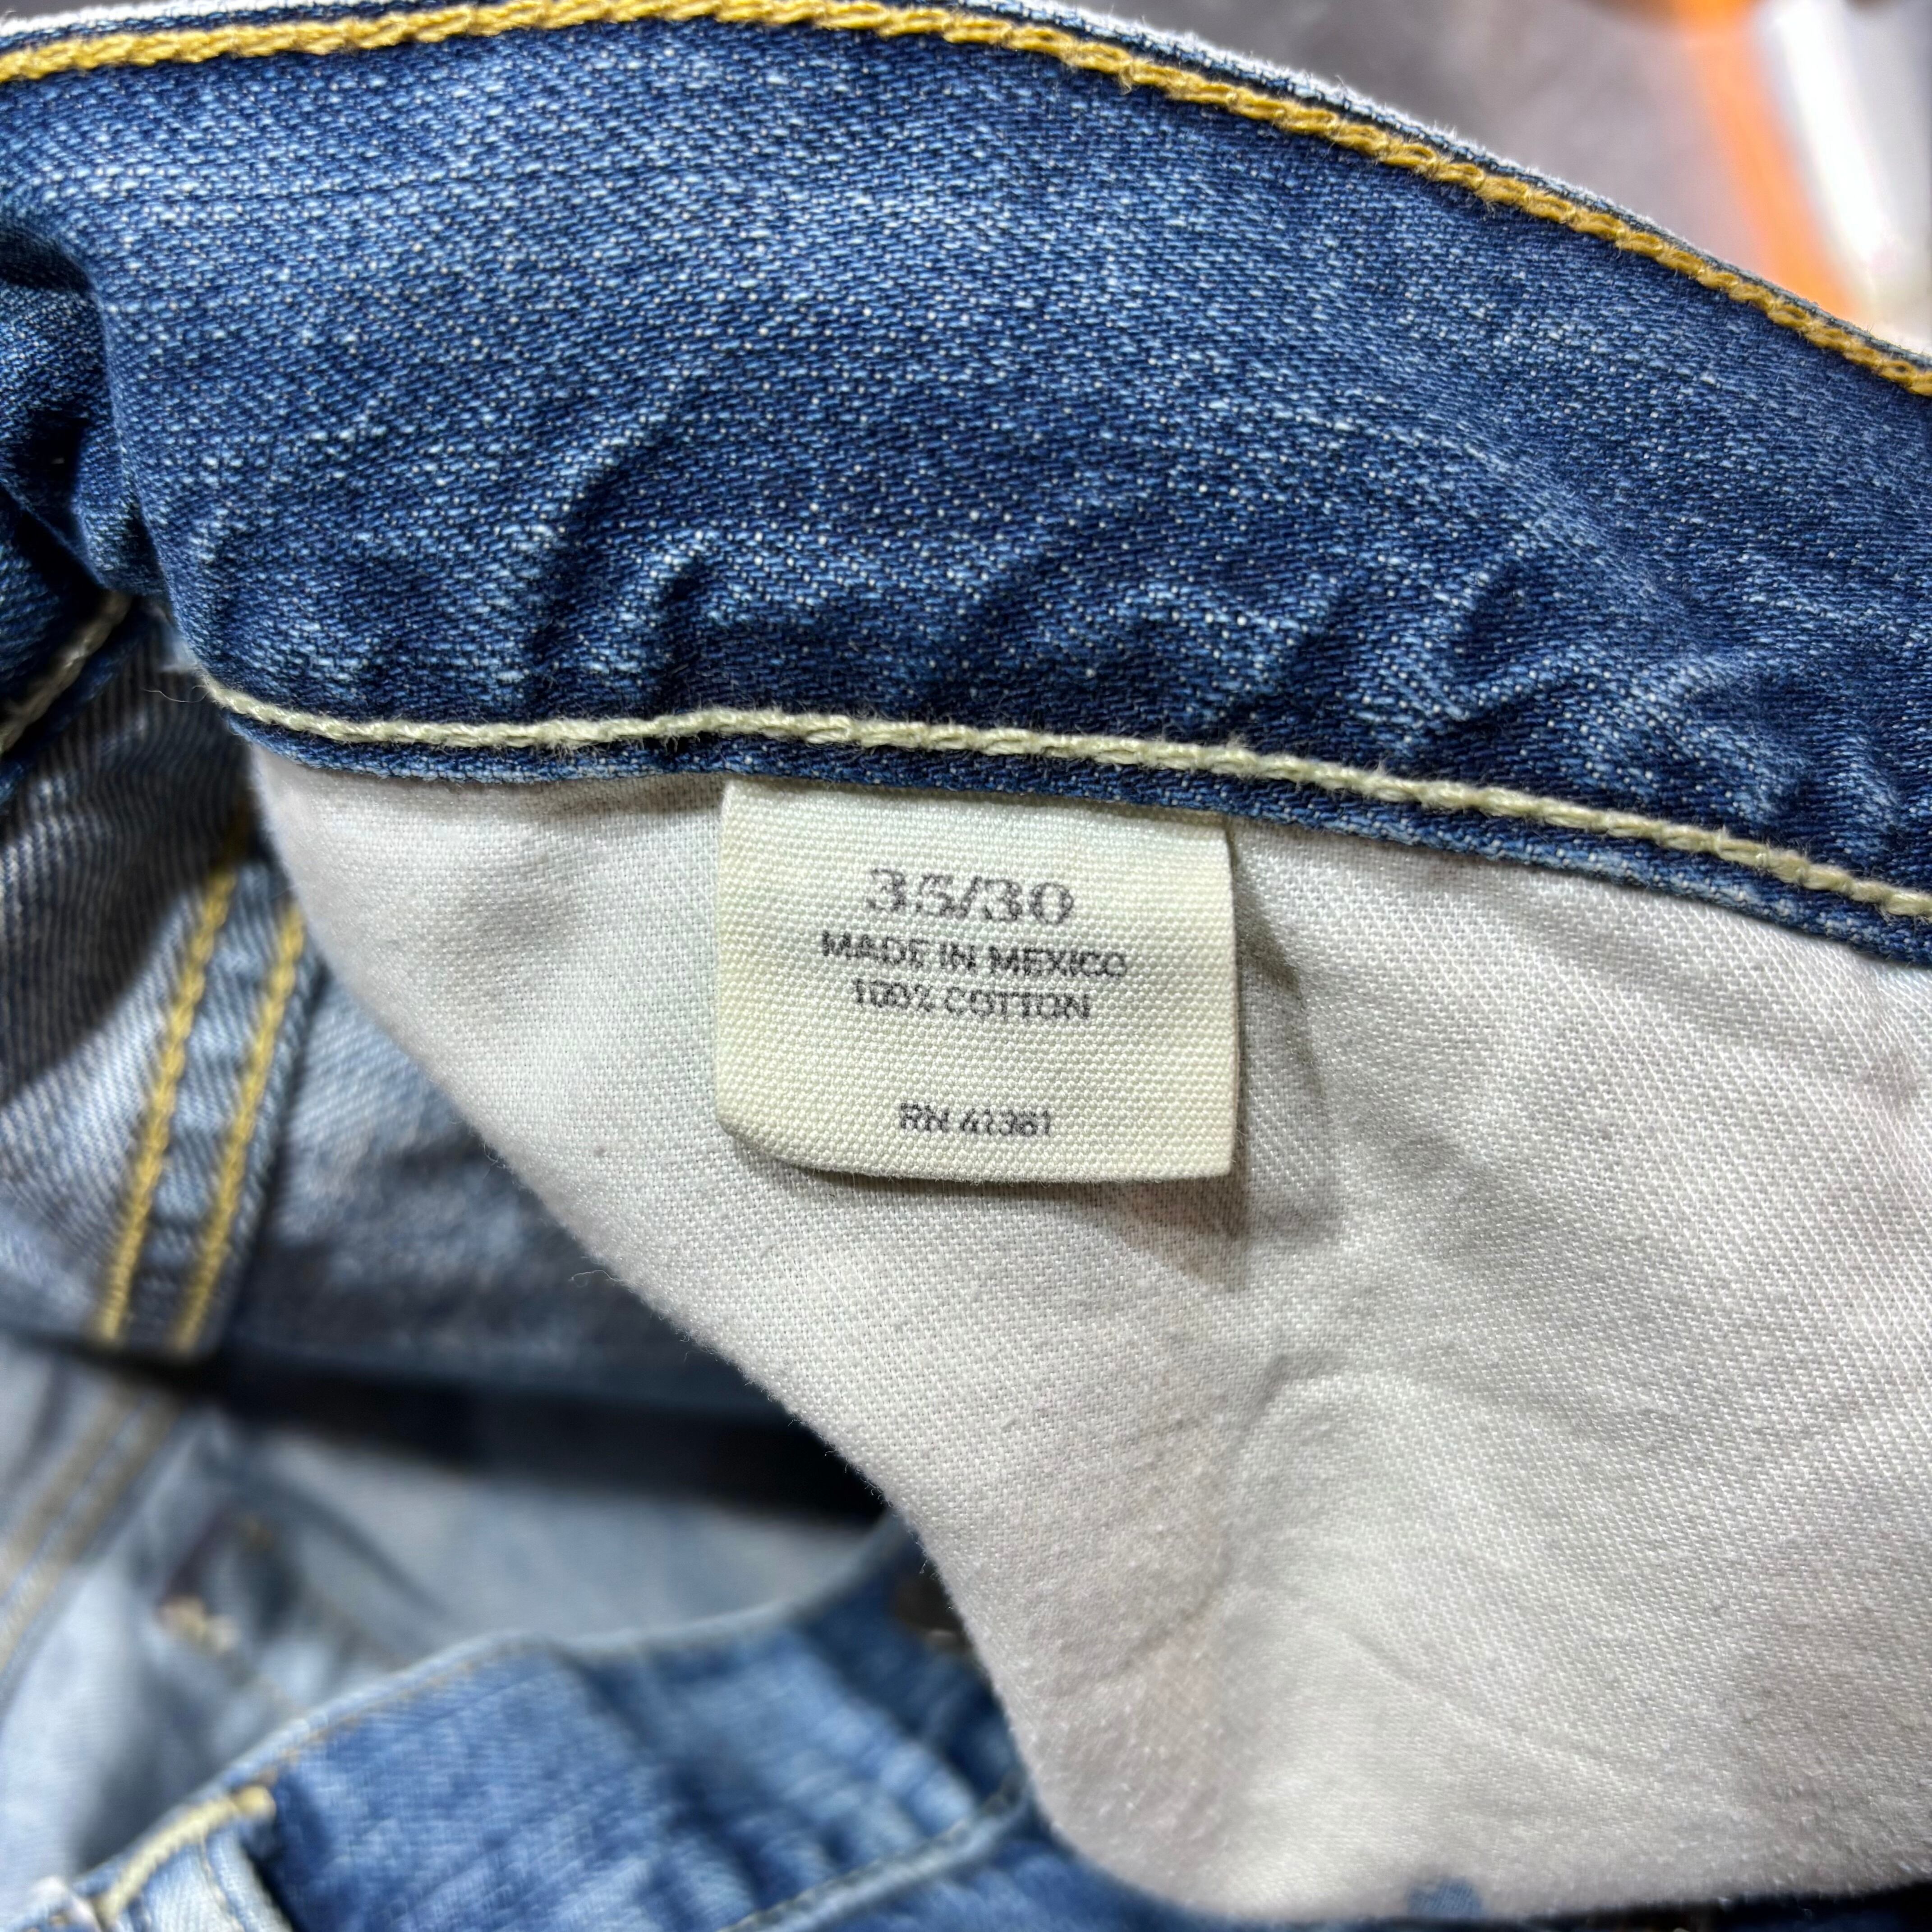 35/30
MADE IN MEXICO
100% COTTON
RN 41381